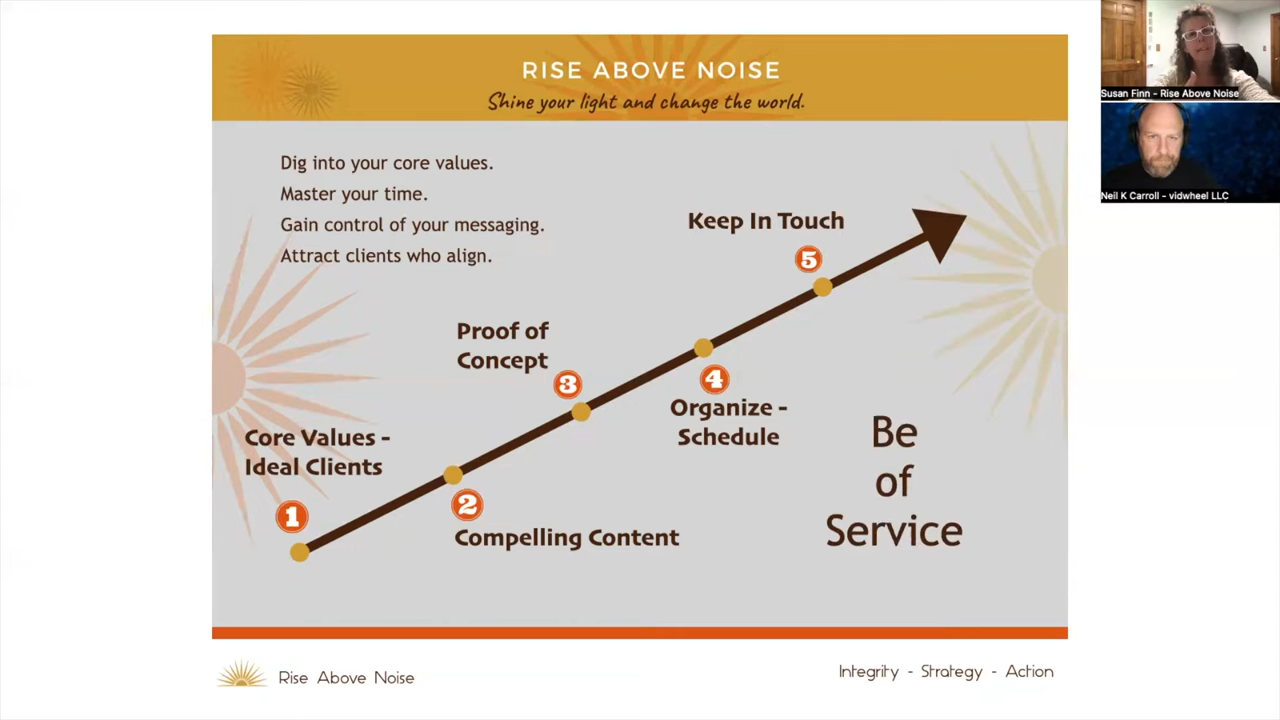 RISE ABOVE NOISE
Shine your light and change the world.
Dig into your core values.
Master your time.
Gain control of your messaging.
Attract clients who align.
Keep In Touch
5
Proof of
Concept
3
4
Organize -
Schedule
Core Values -
Ideal Clients
1
2
Compelling Content
Be
of
Service
Rise Above Noise
Integrity - Strategy - Action
Susan Finn - Rise Above Noise
Neil K Carroll - vidwheel LLC